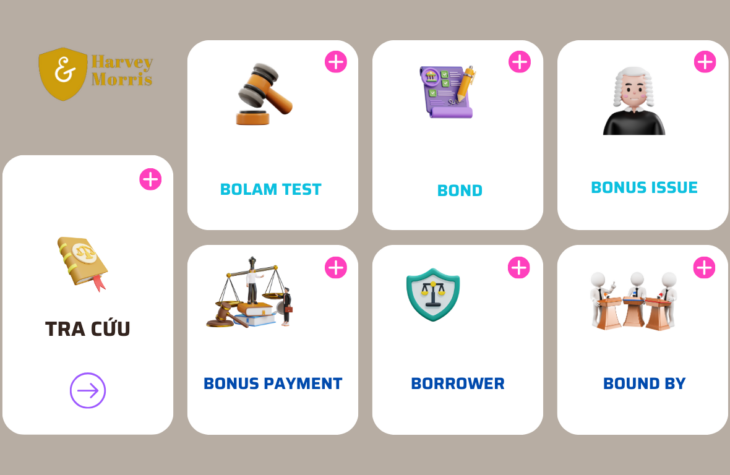 &
Harvey
Morris
BOLAM TEST
BOND
BONUS ISSUE
TRA CỨU
BONUS PAYMENT
BORROWER
BOUND BY